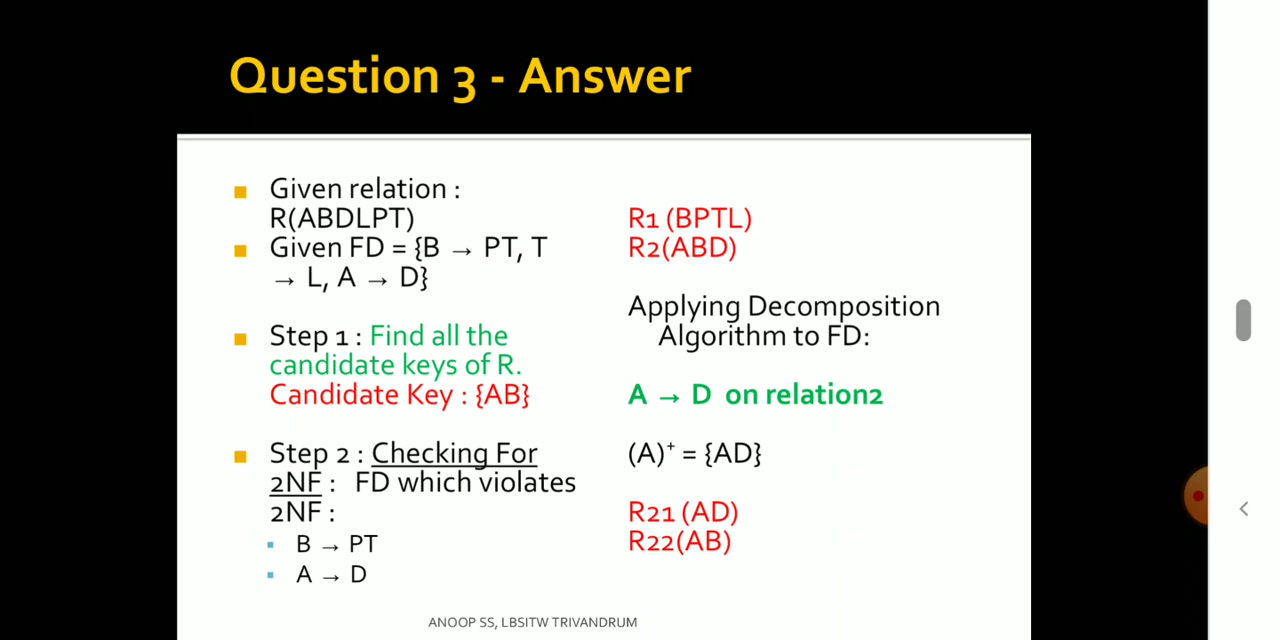 Question 3 - Answer
Given relation :
R(ABDLPT)
Given FD = {B → PT, T
→ L, A → D}
Step 1 : Find all the
candidate keys of R.
Candidate Key : {AB}
Step 2 : Checking For
2NF : FD which violates
2NF :
B → PT
A → D
R1 (BPTL)
R2(ABD)
Applying Decomposition
Algorithm to FD:
A → D on relation2
(A)⁺ = {AD}
R21 (AD)
R22(AB)
ANOOP SS, LBSITW TRIVANDRUM